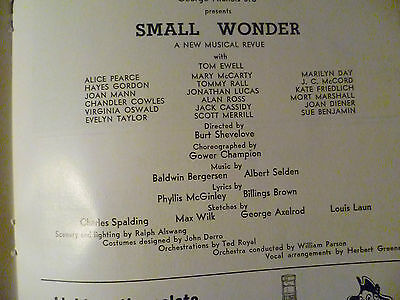 presents
SMALL WONDER
A NEW MUSICAL REVUE
with
TOM EWELL
ALICE PEARCE MARY McCARTY MARILYN DAY
HAYES GORDON TOMMY RALL J. C. McCORD
JOAN MANN JONATHAN LUCAS KATE FRIEDLICH
CHANDLER COWLES ALAN ROSS MORT MARSHALL
VIRGINIA OSWALD JACK CASSIDY JOAN DIENER
EVELYN TAYLOR SCOTT MERRILL SUE BENJAMIN
Directed by
Burt Shevelove
Choreographed by
Gower Champion
Music by
Baldwin Bergersen Albert Selden
Lyrics by
Phyllis McGinley Billings Brown
Sketches by
Charles Spalding Max Wilk George Axelrod Louis Laun
Scenery and lighting by Ralph Alswang
Costumes designed by John Derro
Orchestrations by Ted Royal
Orchestra conducted by William Parson
Vocal arrangements by Herbert Greene